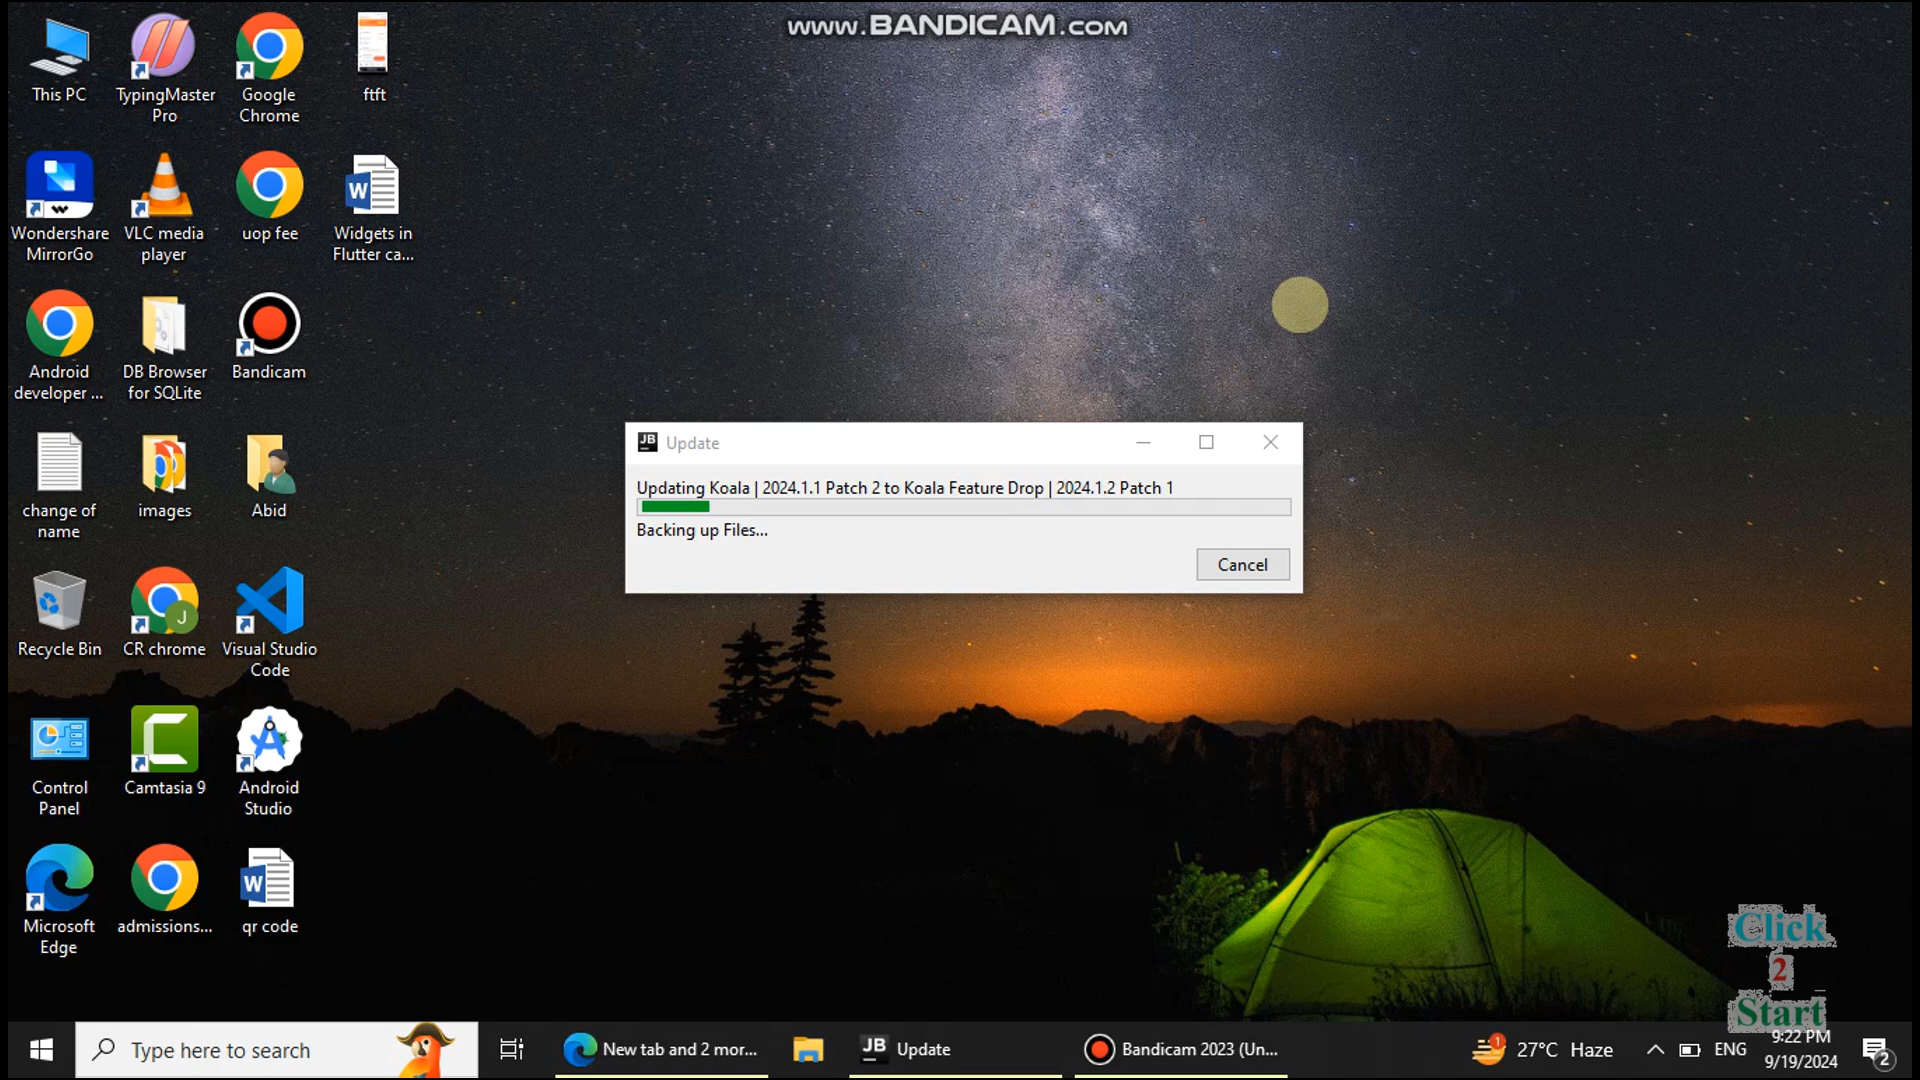 www.BANDICAM.com
This PC
TypingMaster
Pro
Google
Chrome
ftft
Wondershare
MirrorGo
VLC media
player
uop fee
W
Widgets in
Flutter ca...
Android
developer ...
DB Browser
for SQLite
Bandicam
JB Update
Updating Koala | 2024.1.1 Patch 2 to Koala Feature Drop | 2024.1.2 Patch 1
Backing up Files...
Cancel
change of
name
images
Abid
Recycle Bin
J
CR chrome
Visual Studio
Code
Control
Panel
Camtasia 9
Android
Studio
Microsoft
Edge
admissions...
W
qr code
Click
2
Start
Type here to search
New tab and 2 mor...
JB Update
Bandicam 2023 (Un...
1
27°C Haze
ENG
9:22 PM
9/19/2024
2